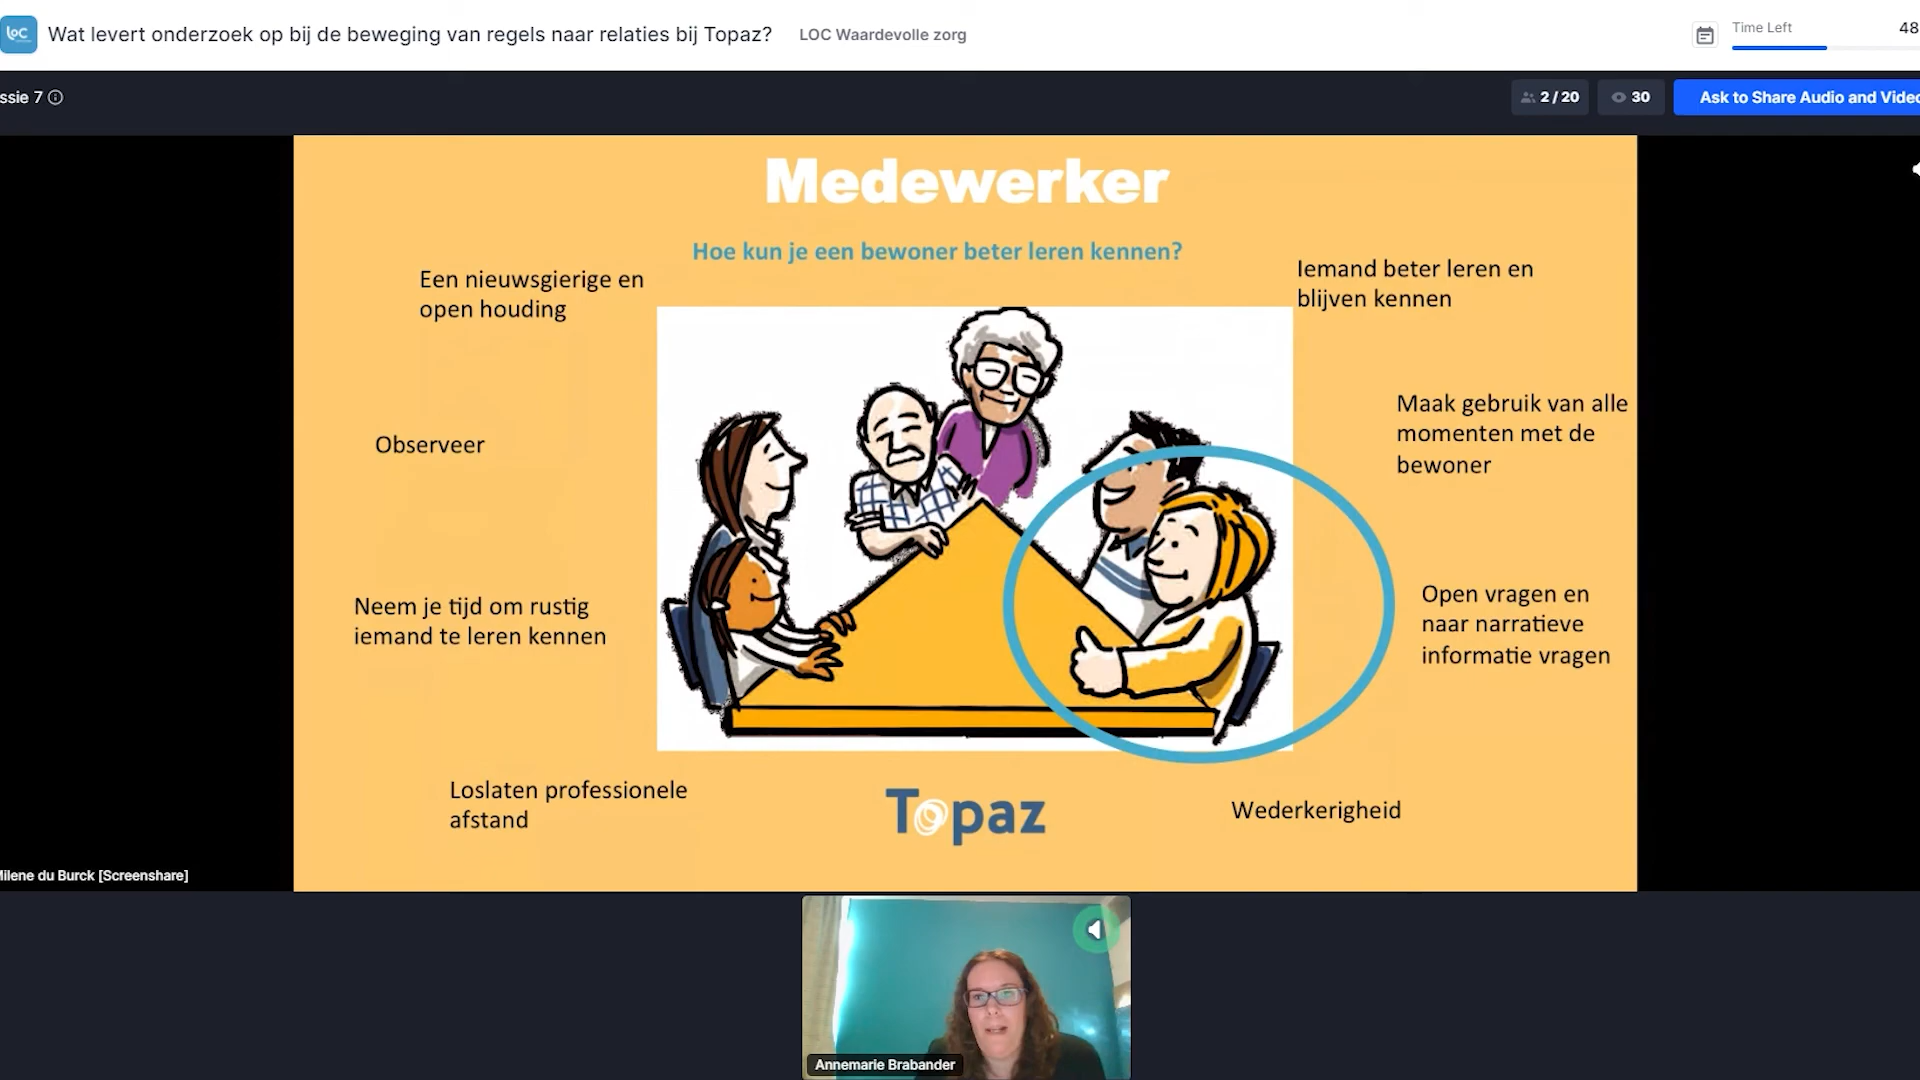 LOC
Wat levert onderzoek op bij de beweging van regels naar relaties bij Topaz?
LOC Waardevolle zorg
Time Left
48
ssie 7
2 / 20
30
Ask to Share Audio and Video
Medewerker
Hoe kun je een bewoner beter leren kennen?
Een nieuwsgierige en
open houding
Iemand beter leren en
blijven kennen
Observeer
Maak gebruik van alle
momenten met de
bewoner
Neem je tijd om rustig
iemand te leren kennen
Open vragen en
naar narratieve
informatie vragen
Loslaten professionele
afstand
Topaz
Wederkerigheid
Milene du Burck [Screenshare]
Annemarie Brabander